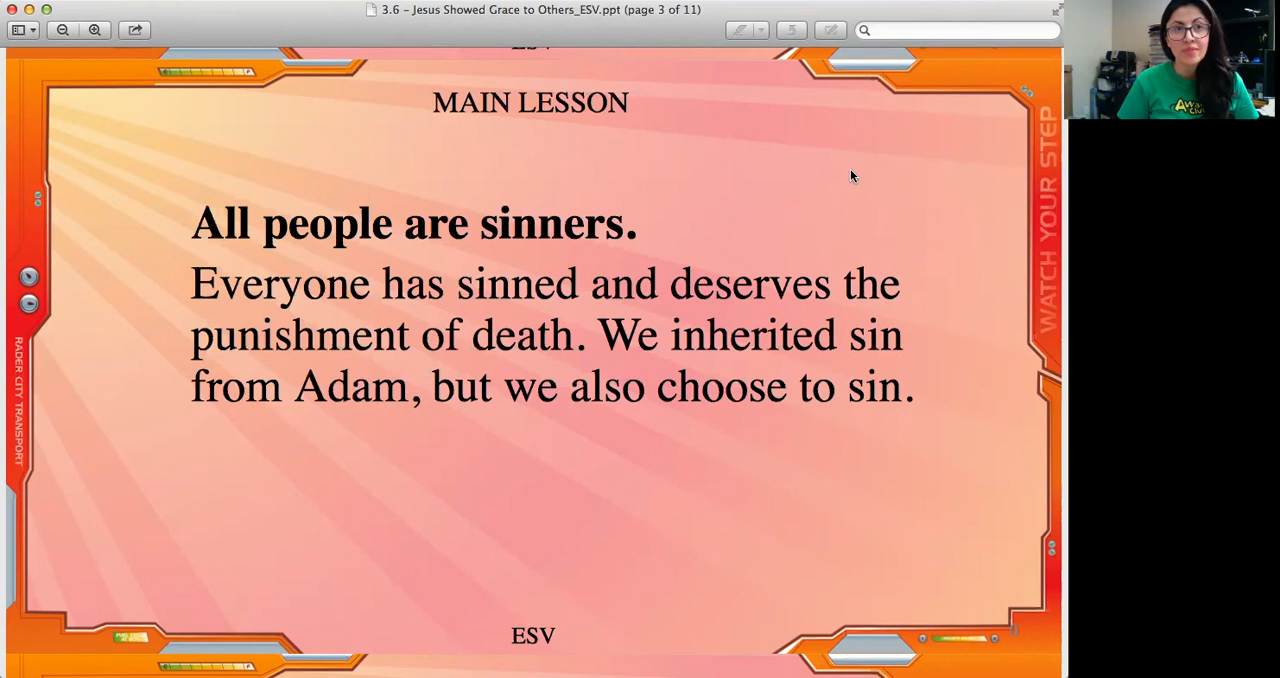 3.6 – Jesus Showed Grace to Others_ESV.ppt (page 3 of 11)
ESV
MAIN LESSON
All people are sinners.
Everyone has sinned and deserves the
punishment of death. We inherited sin
from Adam, but we also choose to sin.
ESV
WATCH YOUR STEP
RADER CITY TRANSPORT